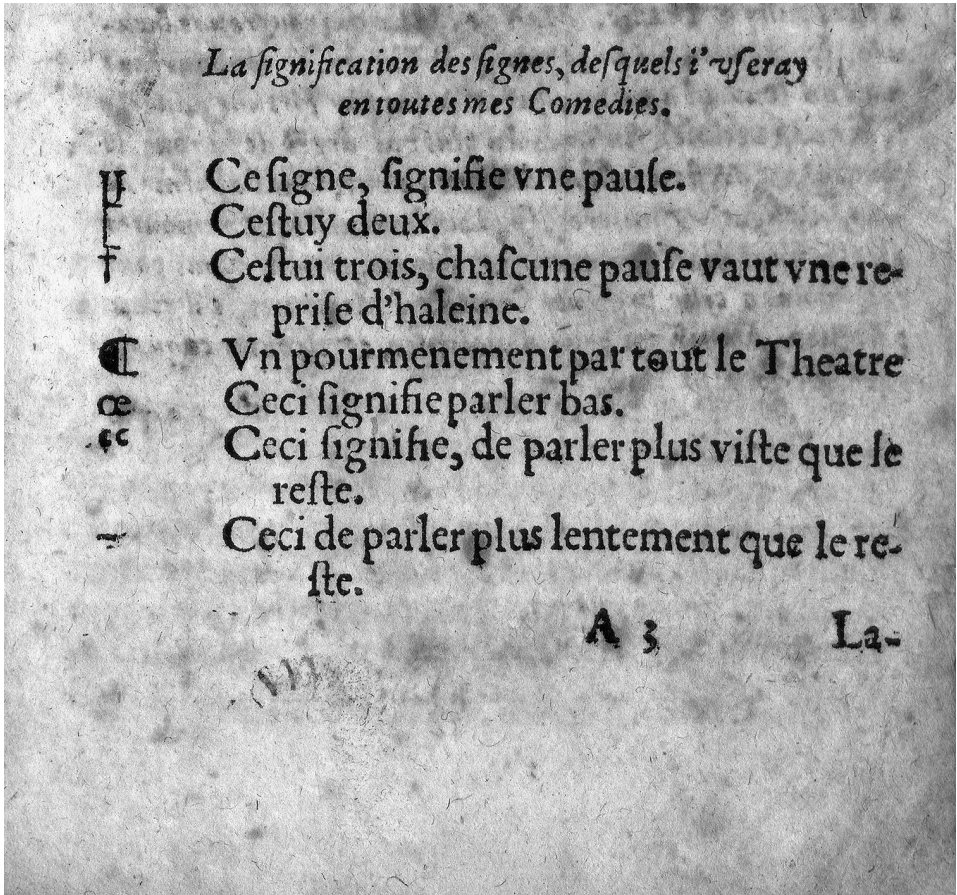 La ſignification des ſignes, deſquels i'vſeray
en toutes mes Comedies.
Ce ſigne, ſignifie vne pauſe.
[ Ceſtuy deux.
† Ceſtui trois, chaſcune pauſe vaut vne re-
priſe d'haleine.
¶ Vn pourmenement par tout le Theatre
œ Ceci ſignifie parler bas.
“ Ceci ſignifie, de parler plus viſte que le
reſte.
~ Ceci de parler plus lentement que le re-
ſte.
A 3 La-